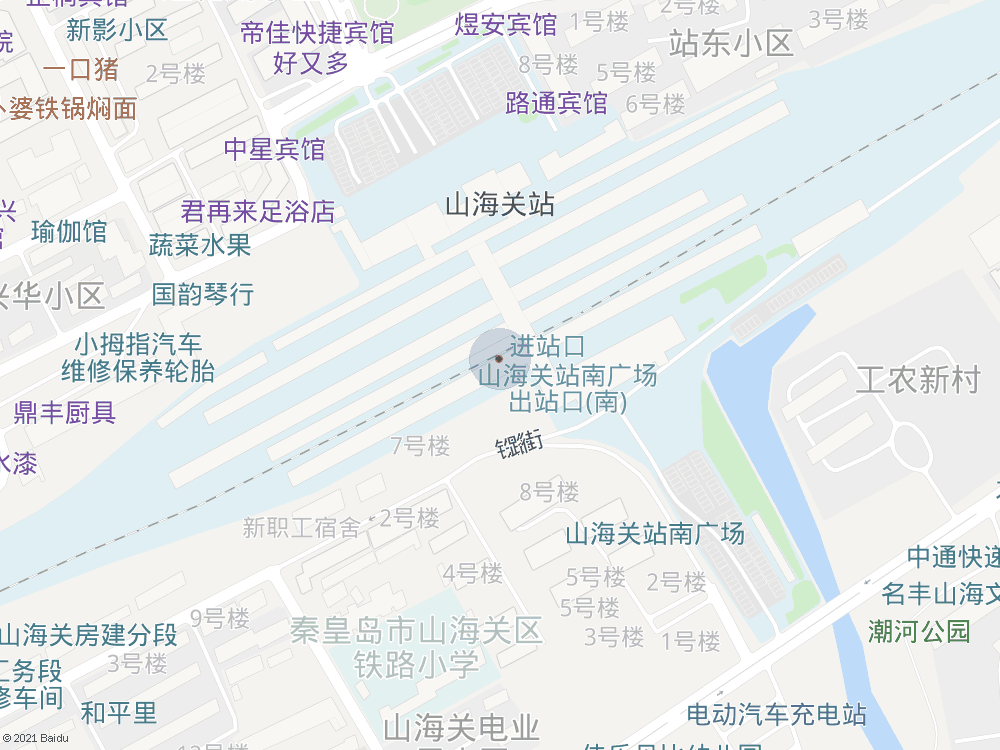 新影小区
帝佳快捷宾馆
好又多
煜安宾馆
1号楼
2号楼
3号楼
站东小区
一口猪
2号楼
8号楼
5号楼
6号楼
婆铁锅焖面
路通宾馆
中星宾馆
山海关站
君再来足浴店
瑜伽馆
蔬菜水果
兴华小区
国韵琴行
小拇指汽车
维修保养轮胎
进站口
山海关站南广场
出站口(南)
工农新村
鼎丰厨具
水漆
7号楼
8号楼
新职工宿舍
2号楼
山海关站南广场
4号楼
5号楼
2号楼
5号楼
3号楼
1号楼
中通快递
名丰山海文
潮河公园
9号楼
山海关房建分段
3号楼
工务段
修车间
和平里
秦皇岛市山海关区
铁路小学
山海关电业
电动汽车充电站
© 2021 Baidu